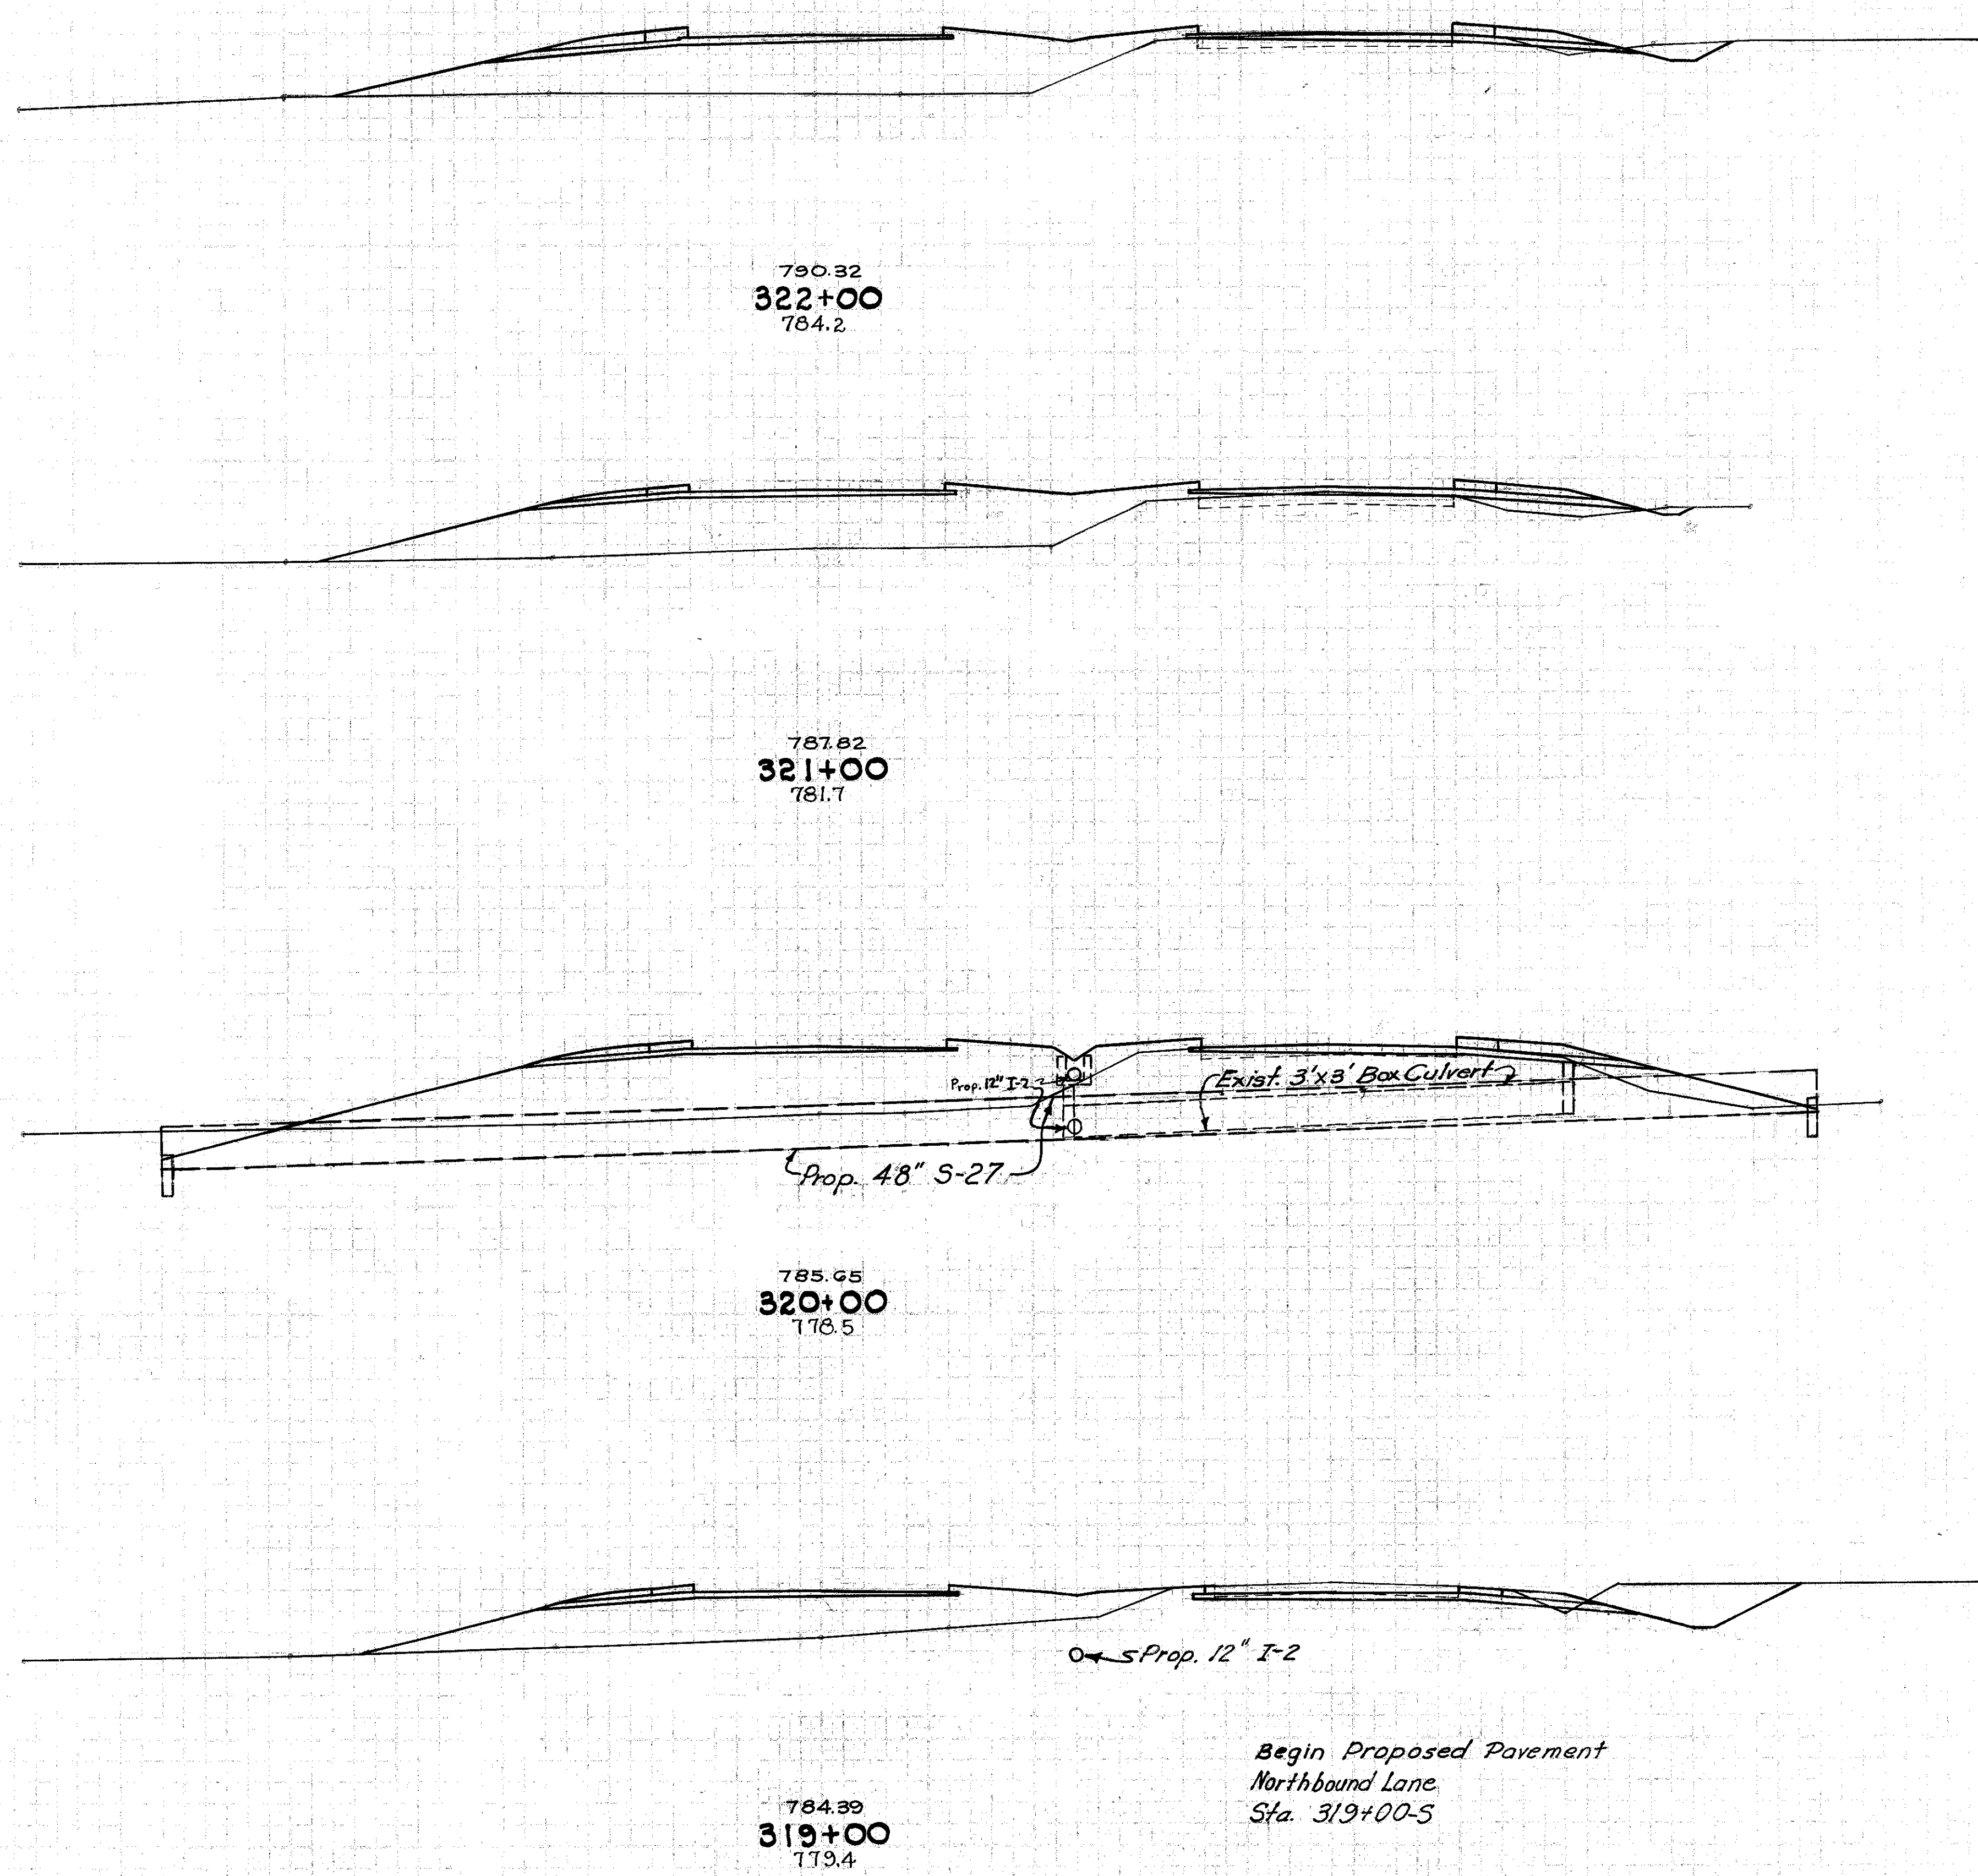 790.32
322+00
784.2
787.82
321+00
781.7
Prop. 12" I-2
Exist. 3'x3' Box Culvert
Prop. 48" S-27
785.65
320+00
778.5
Prop. 12" I-2
Begin Proposed Pavement
Northbound Lane
Sta. 319+00-S
784.39
319+00
779.4